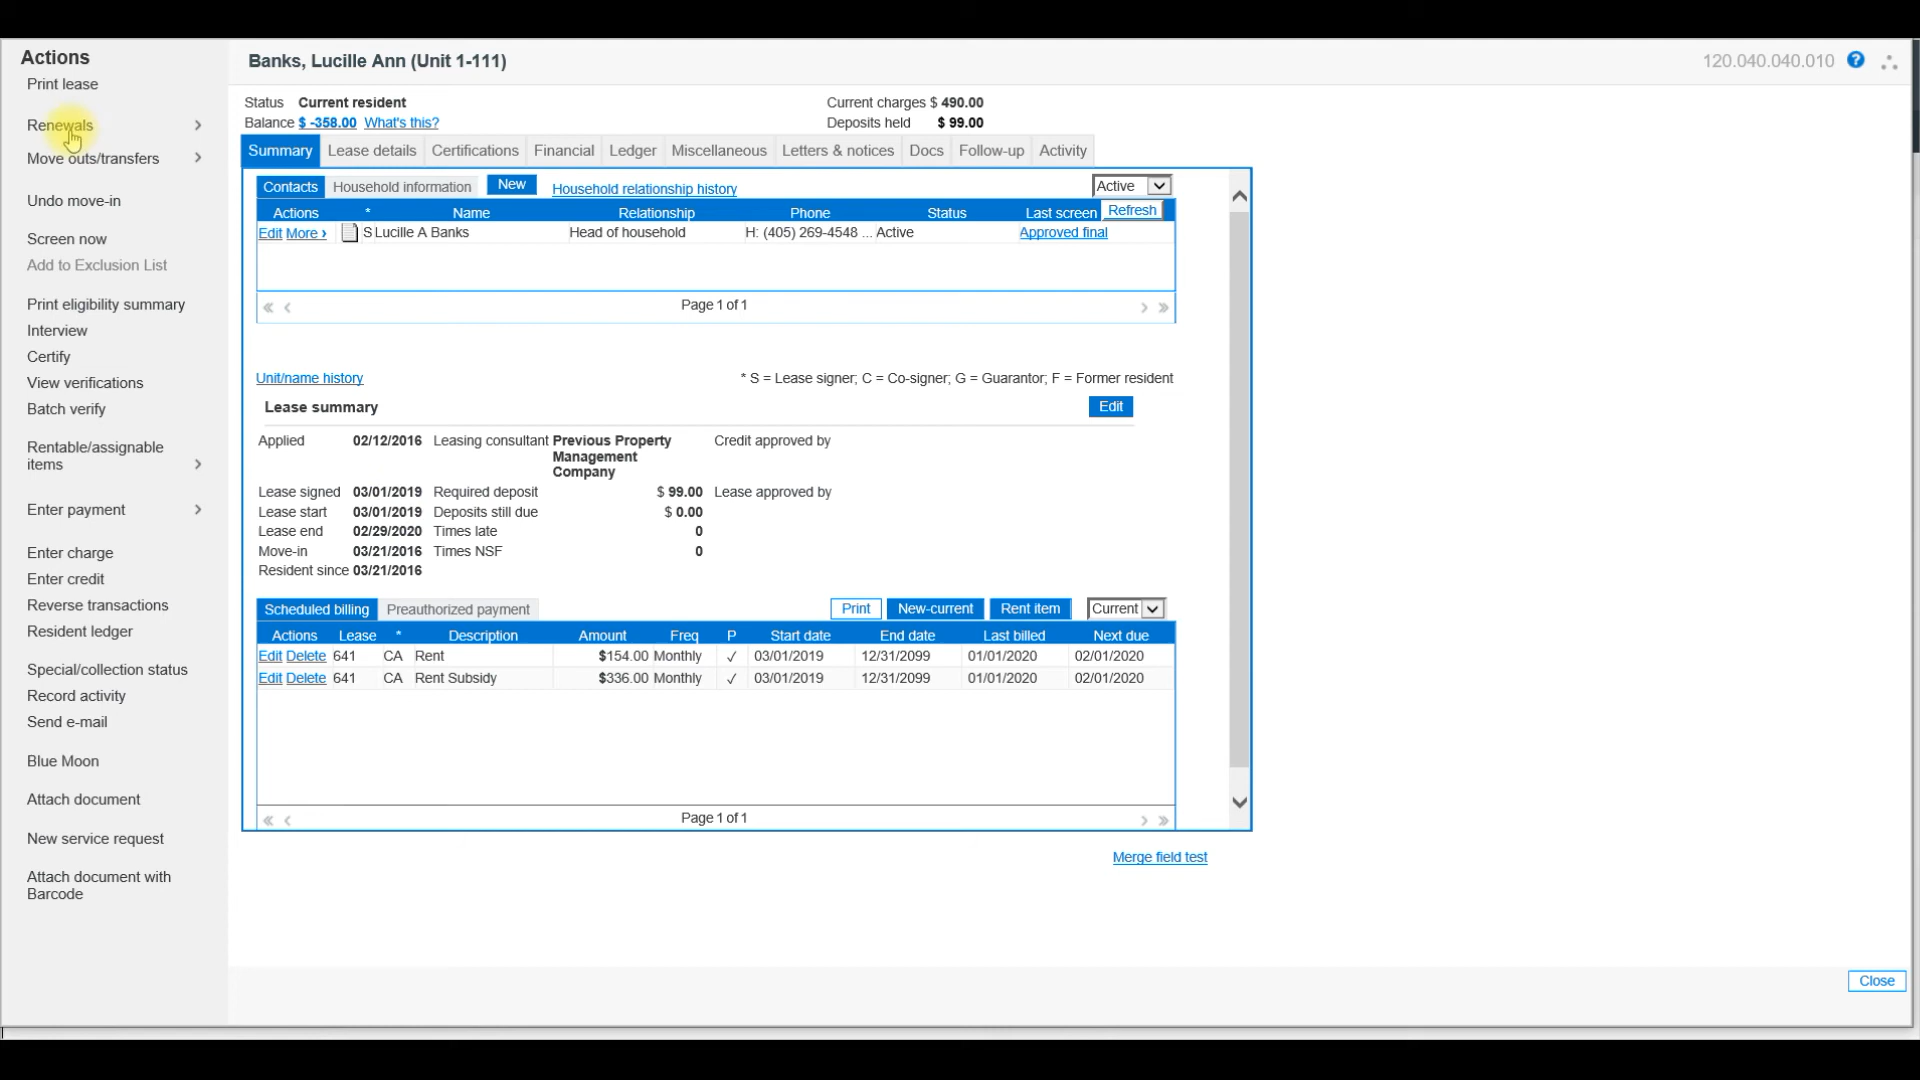 Actions
Print lease
Renewals
Move outs/transfers
Undo move-in
Screen now
Add to Exclusion List
Print eligibility summary
Interview
Certify
View verifications
Batch verify
Rentable/assignable
items
Enter payment
Enter charge
Enter credit
Reverse transactions
Resident ledger
Special/collection status
Record activity
Send e-mail
Blue Moon
Attach document
New service request
Attach document with
Barcode
Banks, Lucille Ann (Unit 1-111) 120.040.040.010 ?
Status Current resident Current charges $ 490.00
Balance $ -358.00 What's this? Deposits held $ 99.00
Summary Lease details Certifications Financial Ledger Miscellaneous Letters & notices Docs Follow-up Activity
Contacts Household information New Household relationship history Active
Actions * Name Relationship Phone Status Last screen Refresh
Edit More › S Lucille A Banks Head of household H: (405) 269-4548 ... Active Approved final
« ‹ Page 1 of 1 › »
Unit/name history * S = Lease signer; C = Co-signer; G = Guarantor; F = Former resident
Lease summary Edit
Applied 02/12/2016 Leasing consultant Previous Property Credit approved by
Management
Company
Lease signed 03/01/2019 Required deposit $ 99.00 Lease approved by
Lease start 03/01/2019 Deposits still due $ 0.00
Lease end 02/29/2020 Times late 0
Move-in 03/21/2016 Times NSF 0
Resident since 03/21/2016
Scheduled billing Preauthorized payment Print New-current Rent item Current
Actions Lease * Description Amount Freq P Start date End date Last billed Next due
Edit Delete 641 CA Rent $154.00 Monthly ✓ 03/01/2019 12/31/2099 01/01/2020 02/01/2020
Edit Delete 641 CA Rent Subsidy $336.00 Monthly ✓ 03/01/2019 12/31/2099 01/01/2020 02/01/2020
« ‹ Page 1 of 1 › »
Merge field test
Close